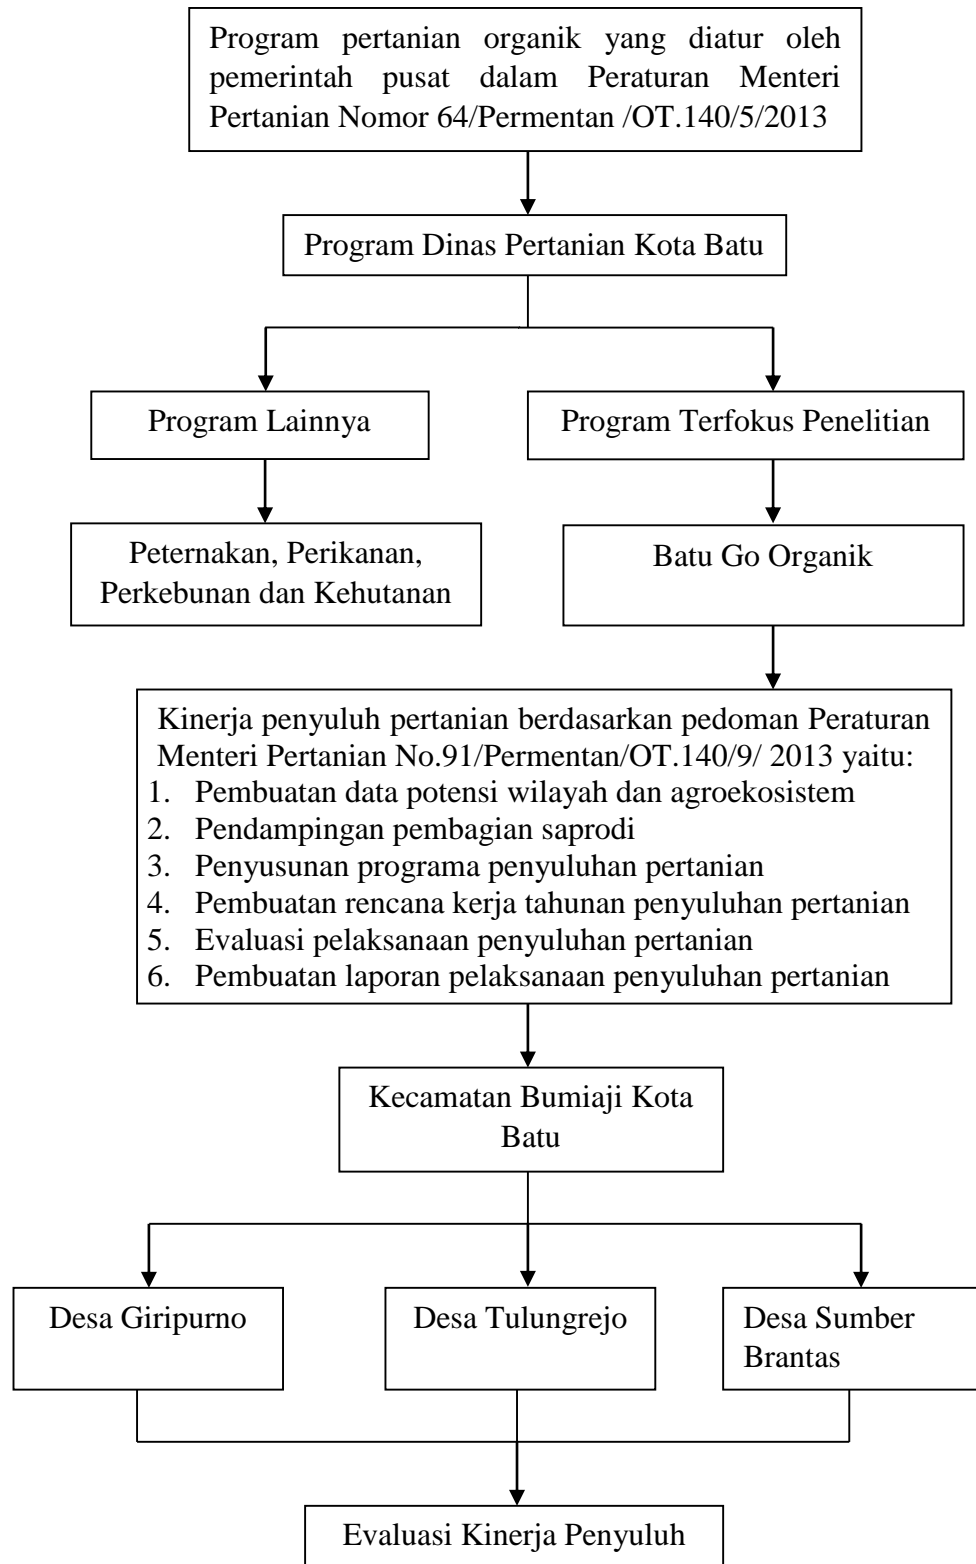 Program pertanian organik yang diatur oleh
pemerintah pusat dalam Peraturan Menteri
Pertanian Nomor 64/Permentan /OT.140/5/2013
Program Dinas Pertanian Kota Batu
Program Lainnya
Program Terfokus Penelitian
Peternakan, Perikanan,
Perkebunan dan Kehutanan
Batu Go Organik
Kinerja penyuluh pertanian berdasarkan pedoman Peraturan
Menteri Pertanian No.91/Permentan/OT.140/9/ 2013 yaitu:
1. Pembuatan data potensi wilayah dan agroekosistem
2. Pendampingan pembagian saprodi
3. Penyusunan programa penyuluhan pertanian
4. Pembuatan rencana kerja tahunan penyuluhan pertanian
5. Evaluasi pelaksanaan penyuluhan pertanian
6. Pembuatan laporan pelaksanaan penyuluhan pertanian
Kecamatan Bumiaji Kota
Batu
Desa Giripurno
Desa Tulungrejo
Desa Sumber
Brantas
Evaluasi Kinerja Penyuluh